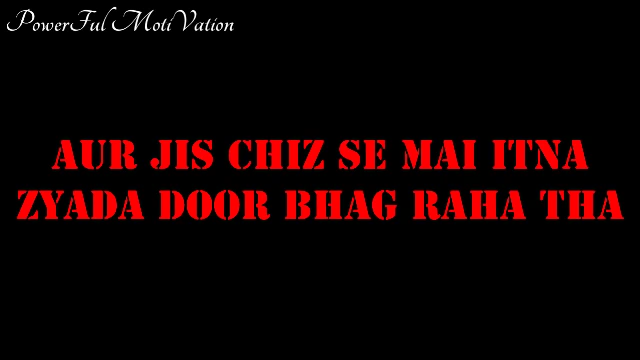 PowerFul MotiVation
AUR JIS CHIZ SE MAI ITNA
ZYADA DOOR BHAG RAHA THA